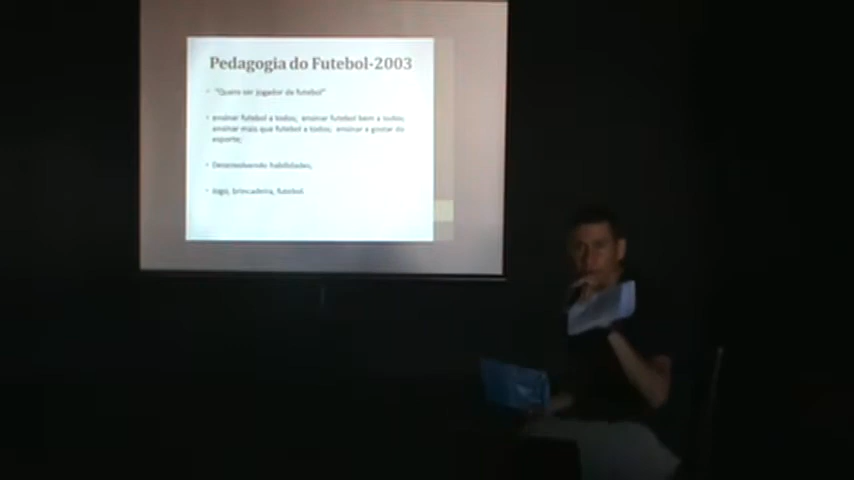 Pedagogia do Futebol-2003
• "Quero ser jogador de futebol"
• ensinar futebol a todos; ensinar futebol bem a todos;
ensinar mais que futebol a todos; ensinar a gostar do
esporte;
• Desenvolvendo habilidades;
• Jogo, brincadeira, futebol.